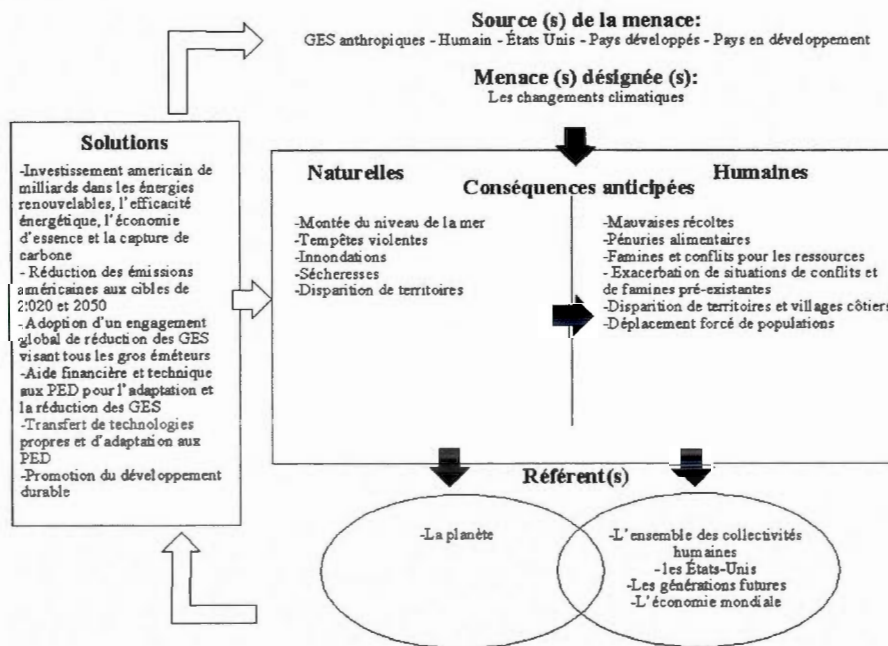 Source (s) de la menace:
GES anthropiques - Humain - États Unis - Pays développés - Pays en développement
Menace (s) désignée (s):
Les changements climatiques
Solutions
-Investissement americain de
milliards dans les énergies
renouvelables, l'efficacité
énergétique, l'économie
d'essence et la capture de
carbone
- Réduction des émissions
américaines aux cibles de
2020 et 2050
- Adoption d'un engagement
global de réduction des GES
visant tous les gros éméteurs
-Aide financière et technique
aux PED pour l'adaptation et
la réduction des GES
-Transfert de technologies
propres et d'adaptation aux
PED
-Promotion du développement
durable
Naturelles
Humaines
Conséquences anticipées
-Montée du niveau de la mer
-Tempêtes violentes
-Innondations
-Sécheresses
-Disparition de territoires
-Mauvaises récoltes
-Pénuries alimentaires
-Famines et conflits pour les ressources
- Exacerbation de situations de conflits et
de famines pré-existantes
-Disparition de territoires et villages côtiers
-Déplacement forcé de populations
Référent(s)
-La planète
-L'ensemble des collectivités
humaines
-les États-Unis
-Les générations futures
-L'économie mondiale